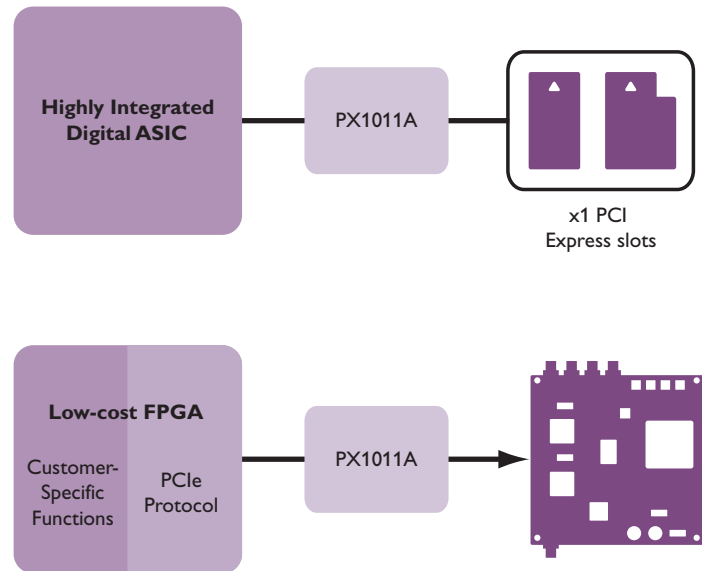 Highly Integrated
Digital ASIC
PX1011A
x1 PCI
Express slots
Low-cost FPGA
Customer-
Specific
Functions
PCIe
Protocol
PX1011A